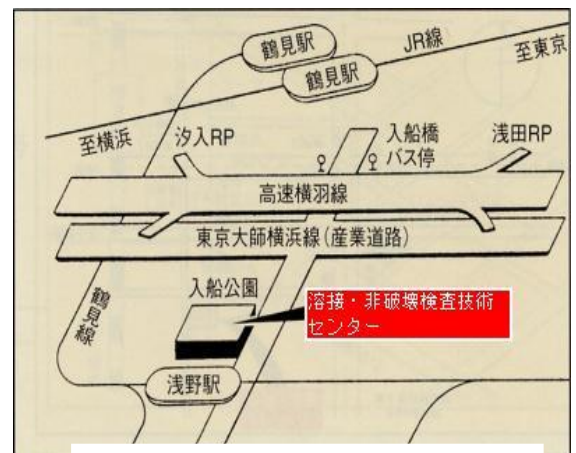 鶴見駅
JR線
至東京
鶴見駅
至横浜
汐入RP
入船橋
バス停
浅田RP
高速横羽線
東京大師横浜線(産業道路)
入船公園
溶接・非破壊検査技術
センター
鶴見線
浅野駅